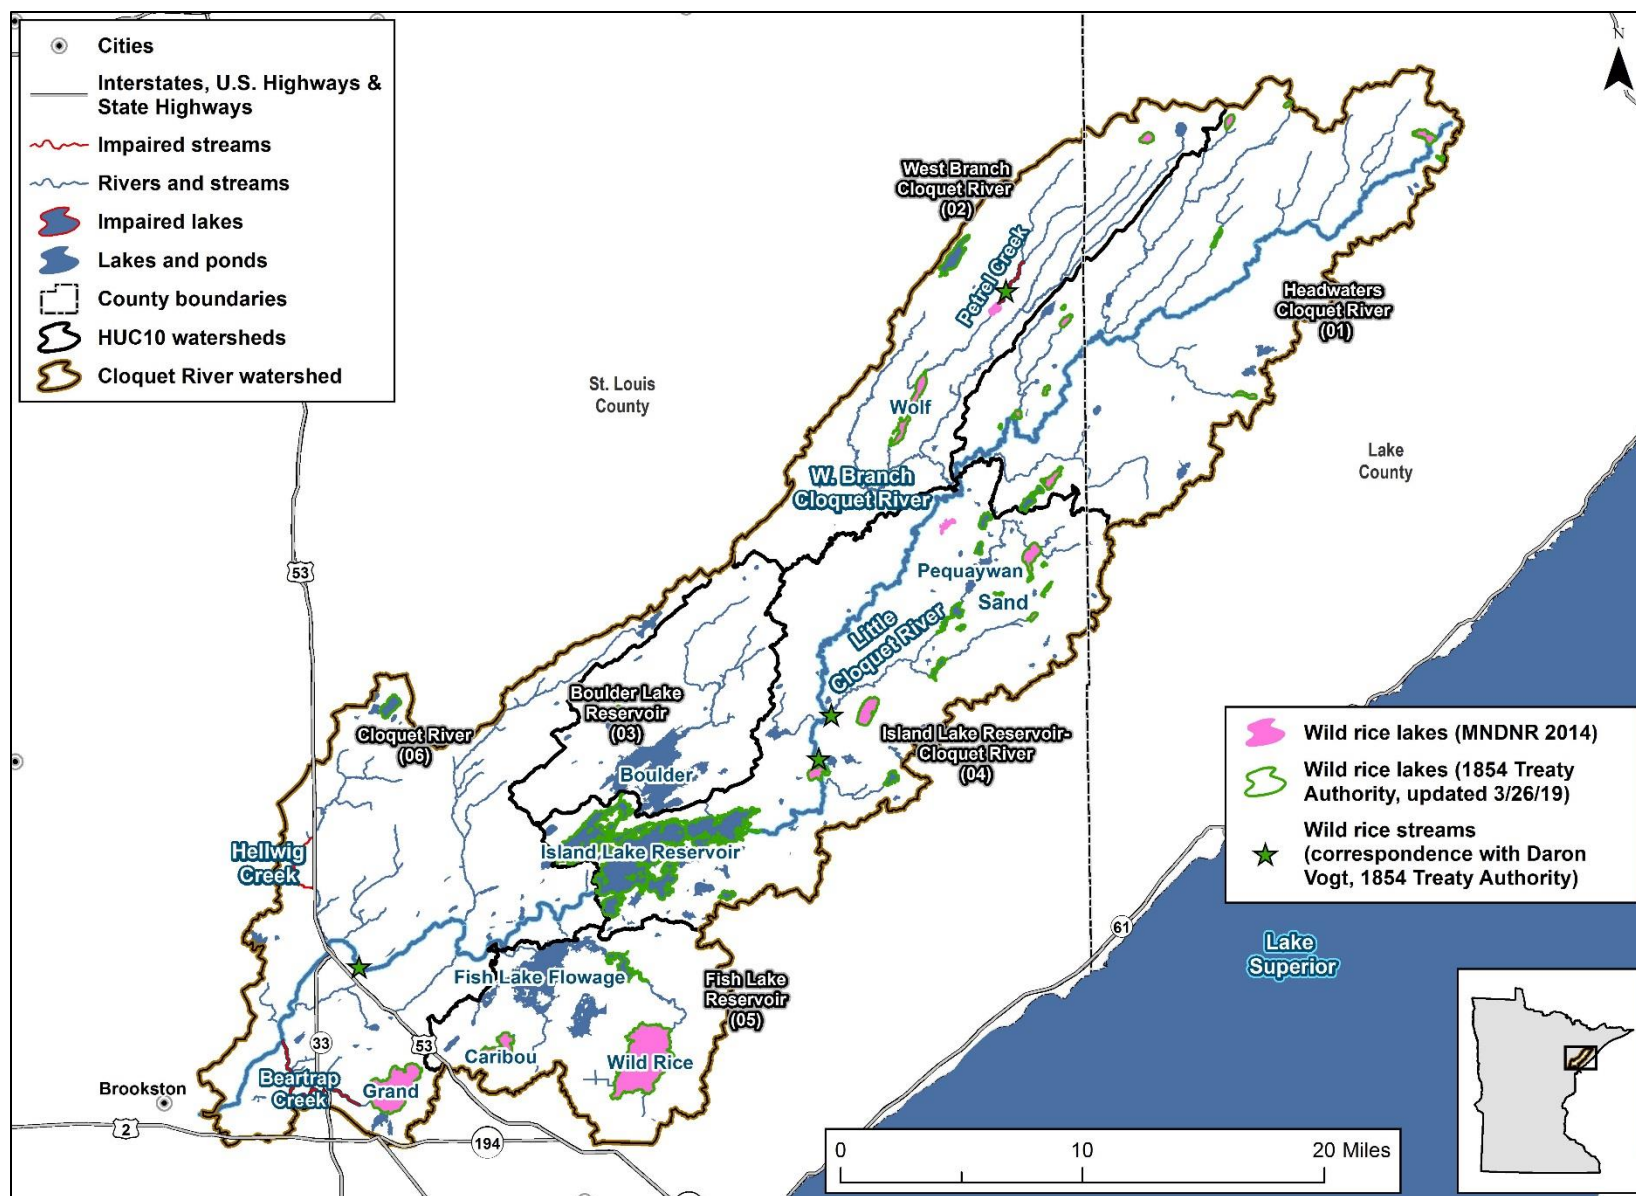 Cities
Interstates, U.S. Highways &
State Highways
Impaired streams
Rivers and streams
Impaired lakes
Lakes and ponds
County boundaries
HUC10 watersheds
Cloquet River watershed
N
West Branch
Cloquet River
(02)
Petrel Creek
Headwaters
Cloquet River
(01)
St. Louis
County
Wolf
Lake
County
W. Branch
Cloquet River
53
Pequaywan
Sand
Little
Cloquet River
Boulder Lake
Reservoir
(03)
Cloquet River
(06)
Island Lake Reservoir-
Cloquet River
(04)
Boulder
Island Lake Reservoir
Hellwig
Creek
Wild rice lakes (MNDNR 2014)
Wild rice lakes (1854 Treaty
Authority, updated 3/26/19)
Wild rice streams
(correspondence with Daron
Vogt, 1854 Treaty Authority)
61
Lake
Superior
Fish Lake Flowage
Fish Lake
Reservoir
(05)
33
53
Caribou
Wild Rice
Brookston
Beartrap
Creek
Grand
2
194
0
10
20 Miles